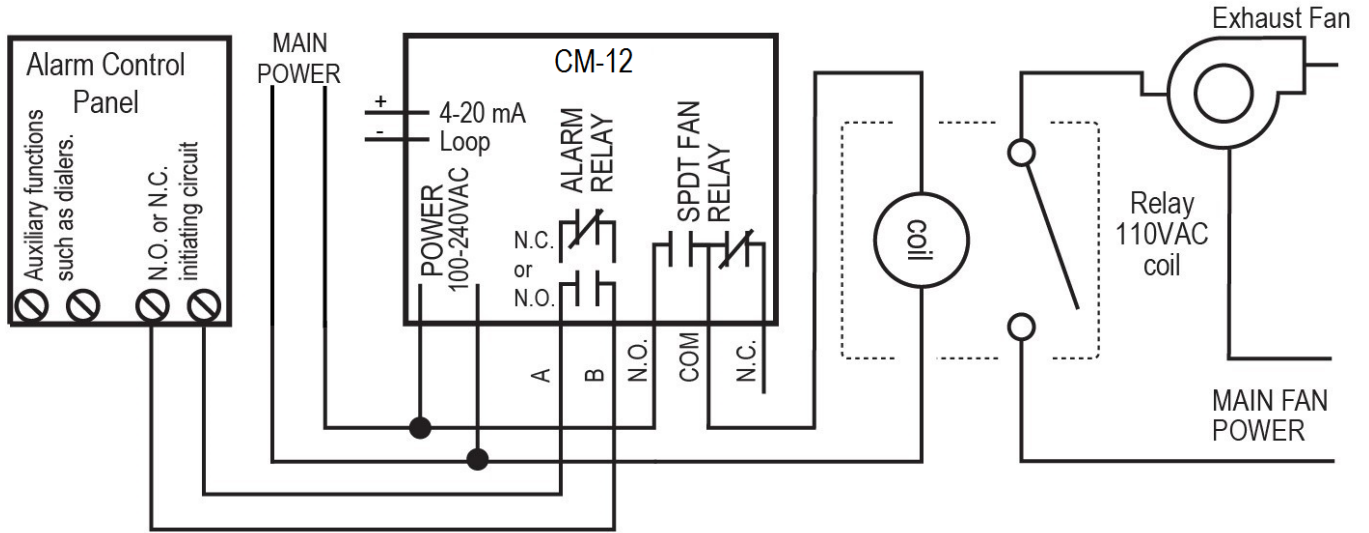 Exhaust Fan
MAIN
POWER
CM-12
Alarm Control
Panel
Auxiliary functions
such as dialers.
N.O. or N.C.
initiating circuit
+
-
4-20 mA
Loop
POWER
100-240VAC
ALARM
RELAY
N.C.
or
N.O.
SPDT FAN
RELAY
coil
Relay
110VAC
coil
A
B
N.O.
COM
N.C.
MAIN FAN
POWER